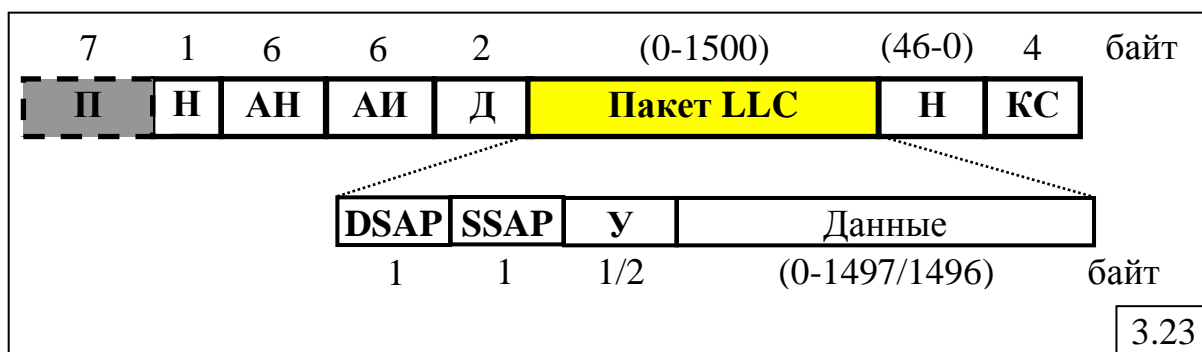 7 1 6 6 2 (0-1500) (46-0) 4 байт
П Н АН АИ Д Пакет LLC Н КС
DSAP SSAP У Данные
1 1 1/2 (0-1497/1496) байт
3.23